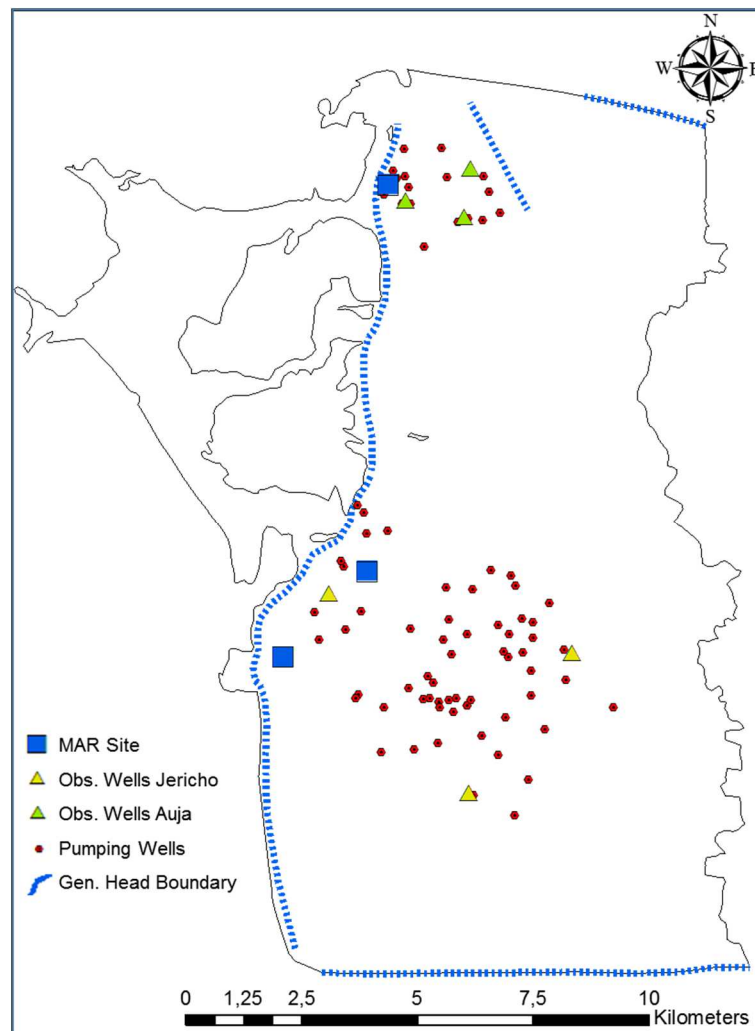 N
W E
S
MAR Site
Obs. Wells Jericho
Obs. Wells Auja
Pumping Wells
Gen. Head Boundary
0 1,25 2,5 5 7,5 10
Kilometers